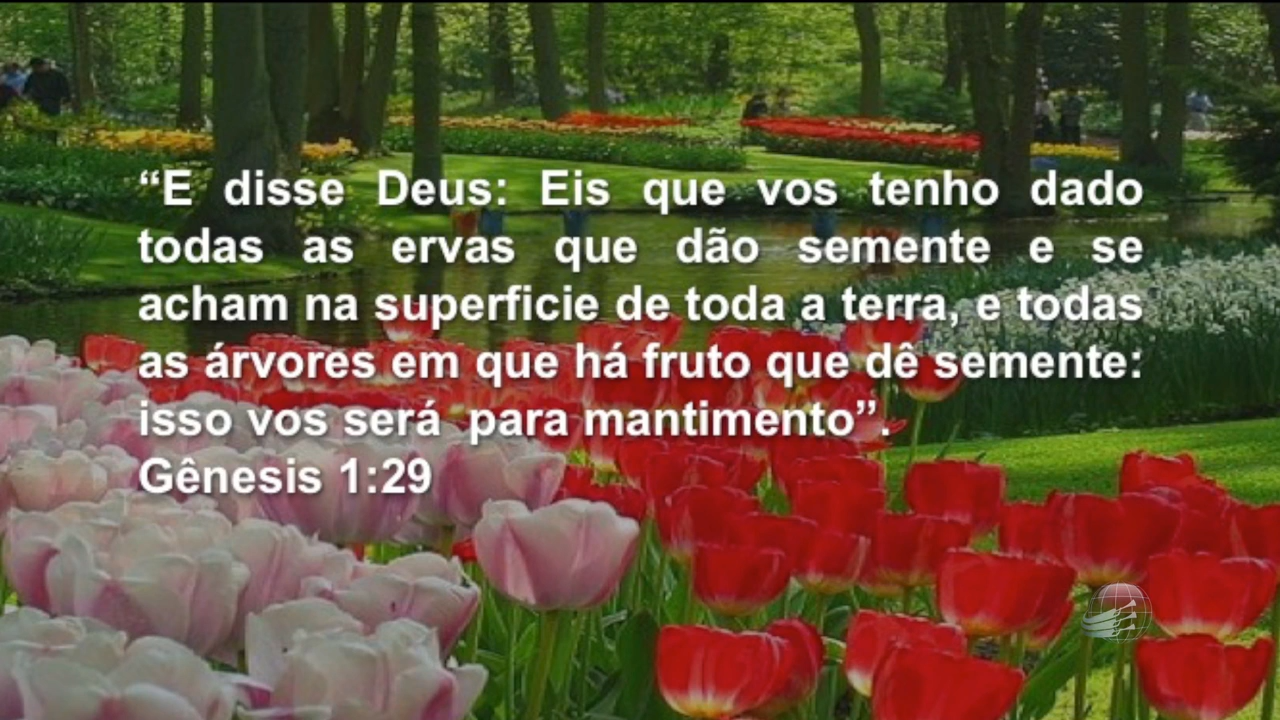 “E disse Deus: Eis que vos tenho dado
todas as ervas que dão semente e se
acham na superficie de toda a terra, e todas
as árvores em que há fruto que dê semente:
isso vos será para mantimento”.
Gênesis 1:29